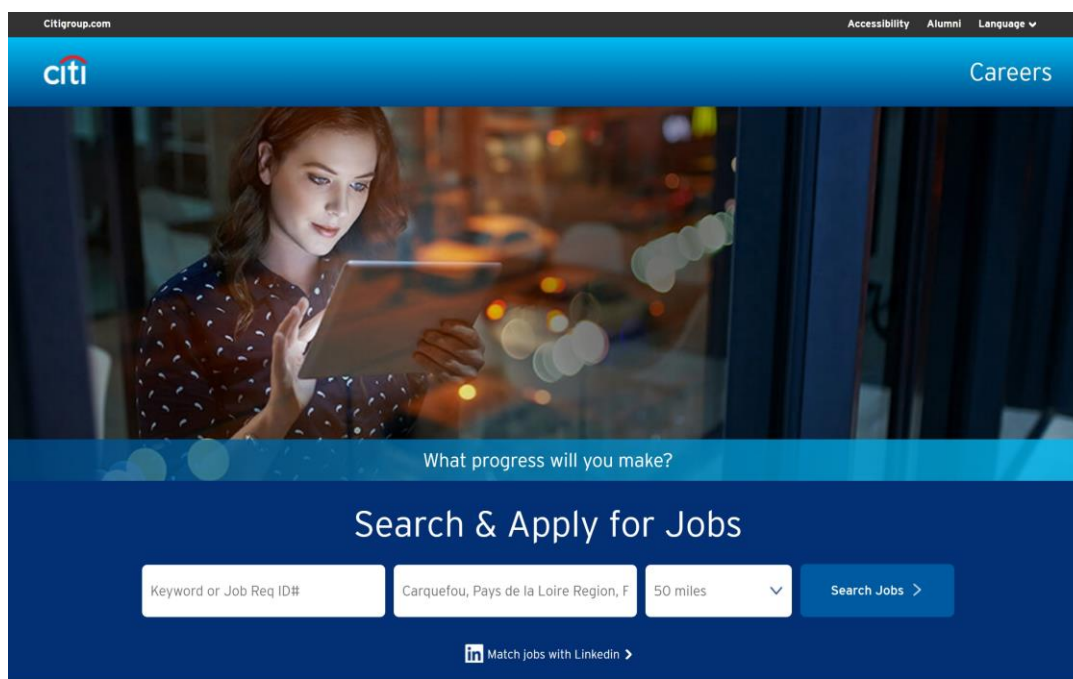 Citigroup.com Accessibility Alumni Language
citi Careers
What progress will you make?
Search & Apply for Jobs
Keyword or Job Req ID# Carquefou, Pays de la Loire Region, F 50 miles Search Jobs
in Match jobs with Linkedin